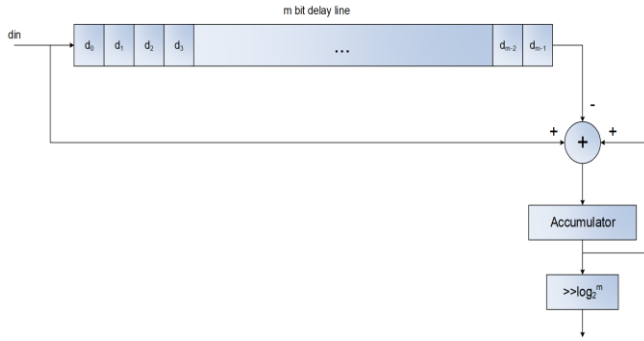 m bit delay line
din
d0 d1 d2 d3 ... dm-2 dm-1
-
+ + +
Accumulator
>>log2m